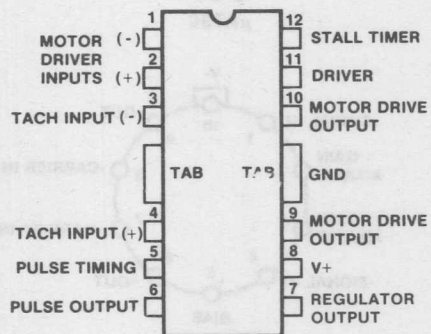 1
MOTOR (-)
DRIVER
INPUTS (+)
2
3
TACH INPUT (-)
TAB
4
TACH INPUT (+)
5
PULSE TIMING
6
PULSE OUTPUT
12
STALL TIMER
11
DRIVER
10
MOTOR DRIVE
OUTPUT
TAB
GND
9
MOTOR DRIVE
OUTPUT
8
V+
7
REGULATOR
OUTPUT